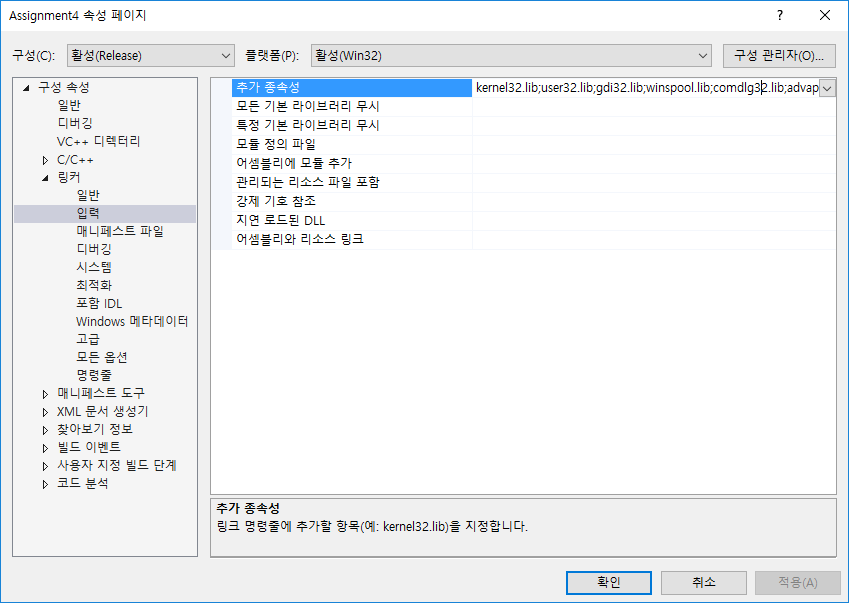 Assignment4 속성 페이지
?
구성(C): 활성(Release) 플랫폼(P): 활성(Win32) 구성 관리자(O)...
구성 속성
일반
디버깅
VC++ 디렉터리
C/C++
링커
일반
입력
매니페스트 파일
디버깅
시스템
최적화
포함 IDL
Windows 메타데이터
고급
모든 옵션
명령줄
매니페스트 도구
XML 문서 생성기
찾아보기 정보
빌드 이벤트
사용자 지정 빌드 단계
코드 분석
추가 종속성 kernel32.lib;user32.lib;gdi32.lib;winspool.lib;comdlg32.lib;advap
모든 기본 라이브러리 무시
특정 기본 라이브러리 무시
모듈 정의 파일
어셈블리에 모듈 추가
관리되는 리소스 파일 포함
강제 기호 참조
지연 로드된 DLL
어셈블리와 리소스 링크
추가 종속성
링크 명령줄에 추가할 항목(예: kernel32.lib)을 지정합니다.
확인 취소 적용(A)